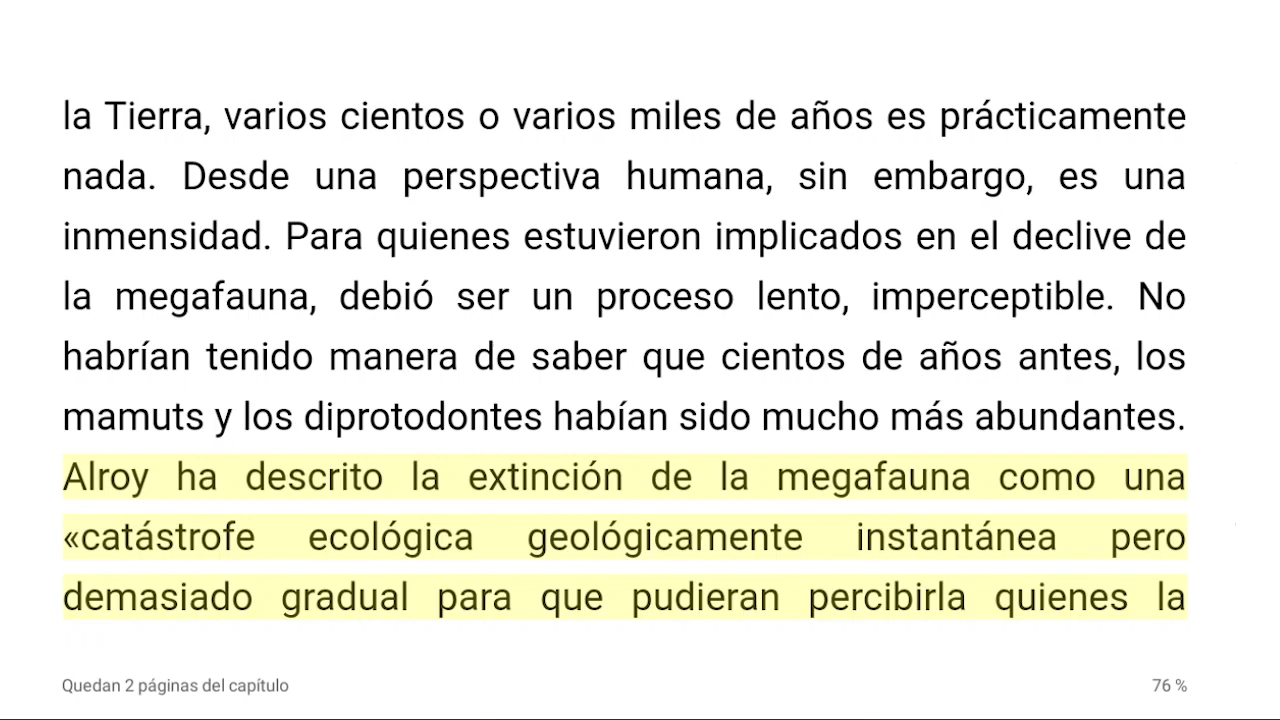 la Tierra, varios cientos o varios miles de años es prácticamente
nada. Desde una perspectiva humana, sin embargo, es una
inmensidad. Para quienes estuvieron implicados en el declive de
la megafauna, debió ser un proceso lento, imperceptible. No
habrían tenido manera de saber que cientos de años antes, los
mamuts y los diprotodontes habían sido mucho más abundantes.
Alroy ha descrito la extinción de la megafauna como una
«catástrofe ecológica geológicamente instantánea pero
demasiado gradual para que pudieran percibirla quienes la
Quedan 2 páginas del capítulo
76 %